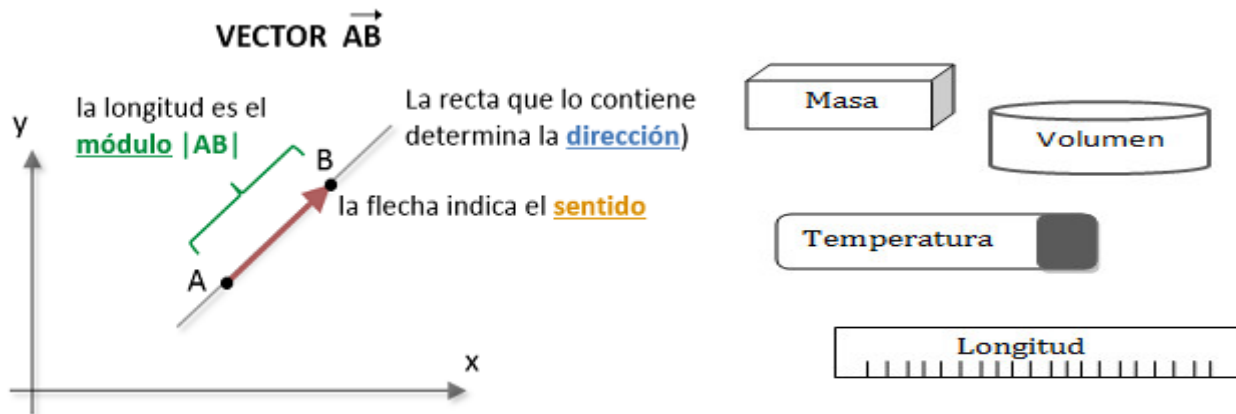 VECTOR AB
la longitud es el
módulo |AB|
La recta que lo contiene
determina la dirección)
y
B
la flecha indica el sentido
A
x
Masa
Volumen
Temperatura
Longitud